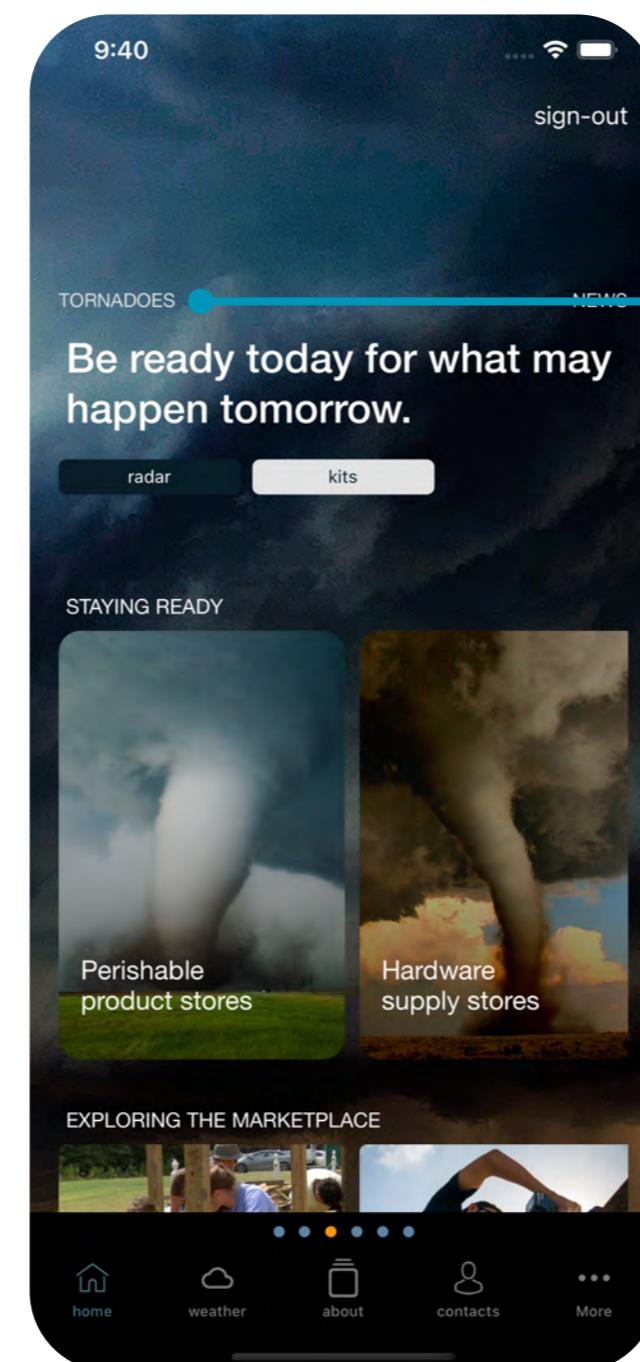 9:40
sign-out
TORNADOES NEWS
Be ready today for what may
happen tomorrow.
radar kits
STAYING READY
Perishable
product stores
Hardware
supply stores
EXPLORING THE MARKETPLACE
home weather about contacts More